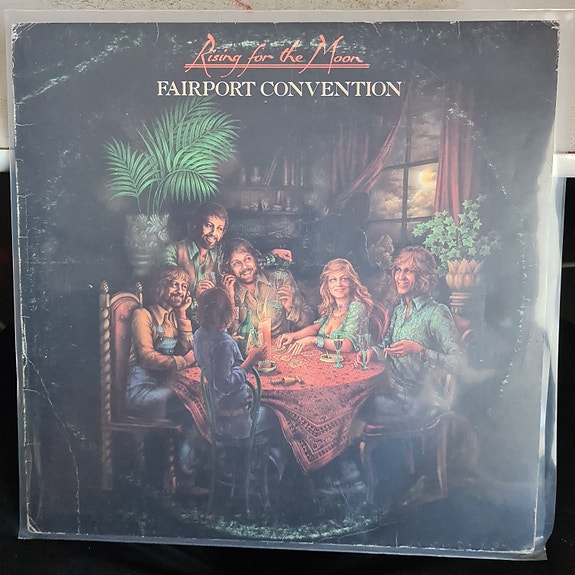 Rising for the Moon
FAIRPORT CONVENTION